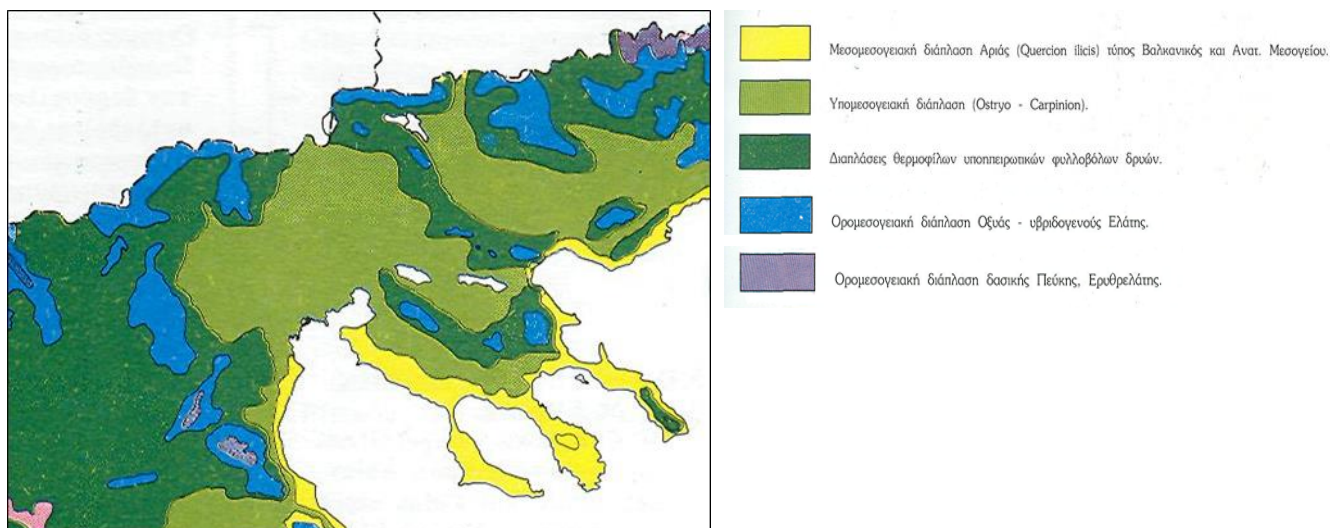 Μεσομεσογειακή διάπλαση Αριάς (Quercion ilicis) τύπος Βαλκανικός και Ανατ. Μεσογείου.
Υπομεσογειακή διάπλαση (Ostryo - Carpinion).
Διαπλάσεις θερμοφίλων υποηπειρωτικών φυλλοβόλων δρυών.
Ορομεσογειακή διάπλαση Οξυάς - υβριδογενούς Ελάτης.
Ορομεσογειακή διάπλαση δασικής Πεύκης, Ερυθρελάτης.